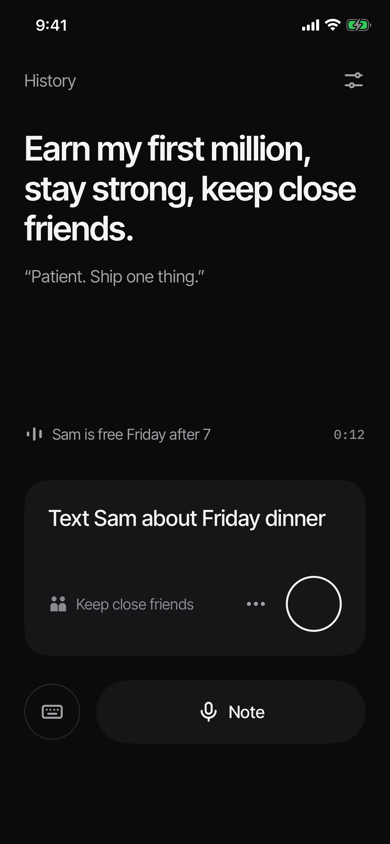 9:41
History
Earn my first million,
stay strong, keep close
friends.
“Patient. Ship one thing.”
Sam is free Friday after 7 0:12
Text Sam about Friday dinner
Keep close friends
Note